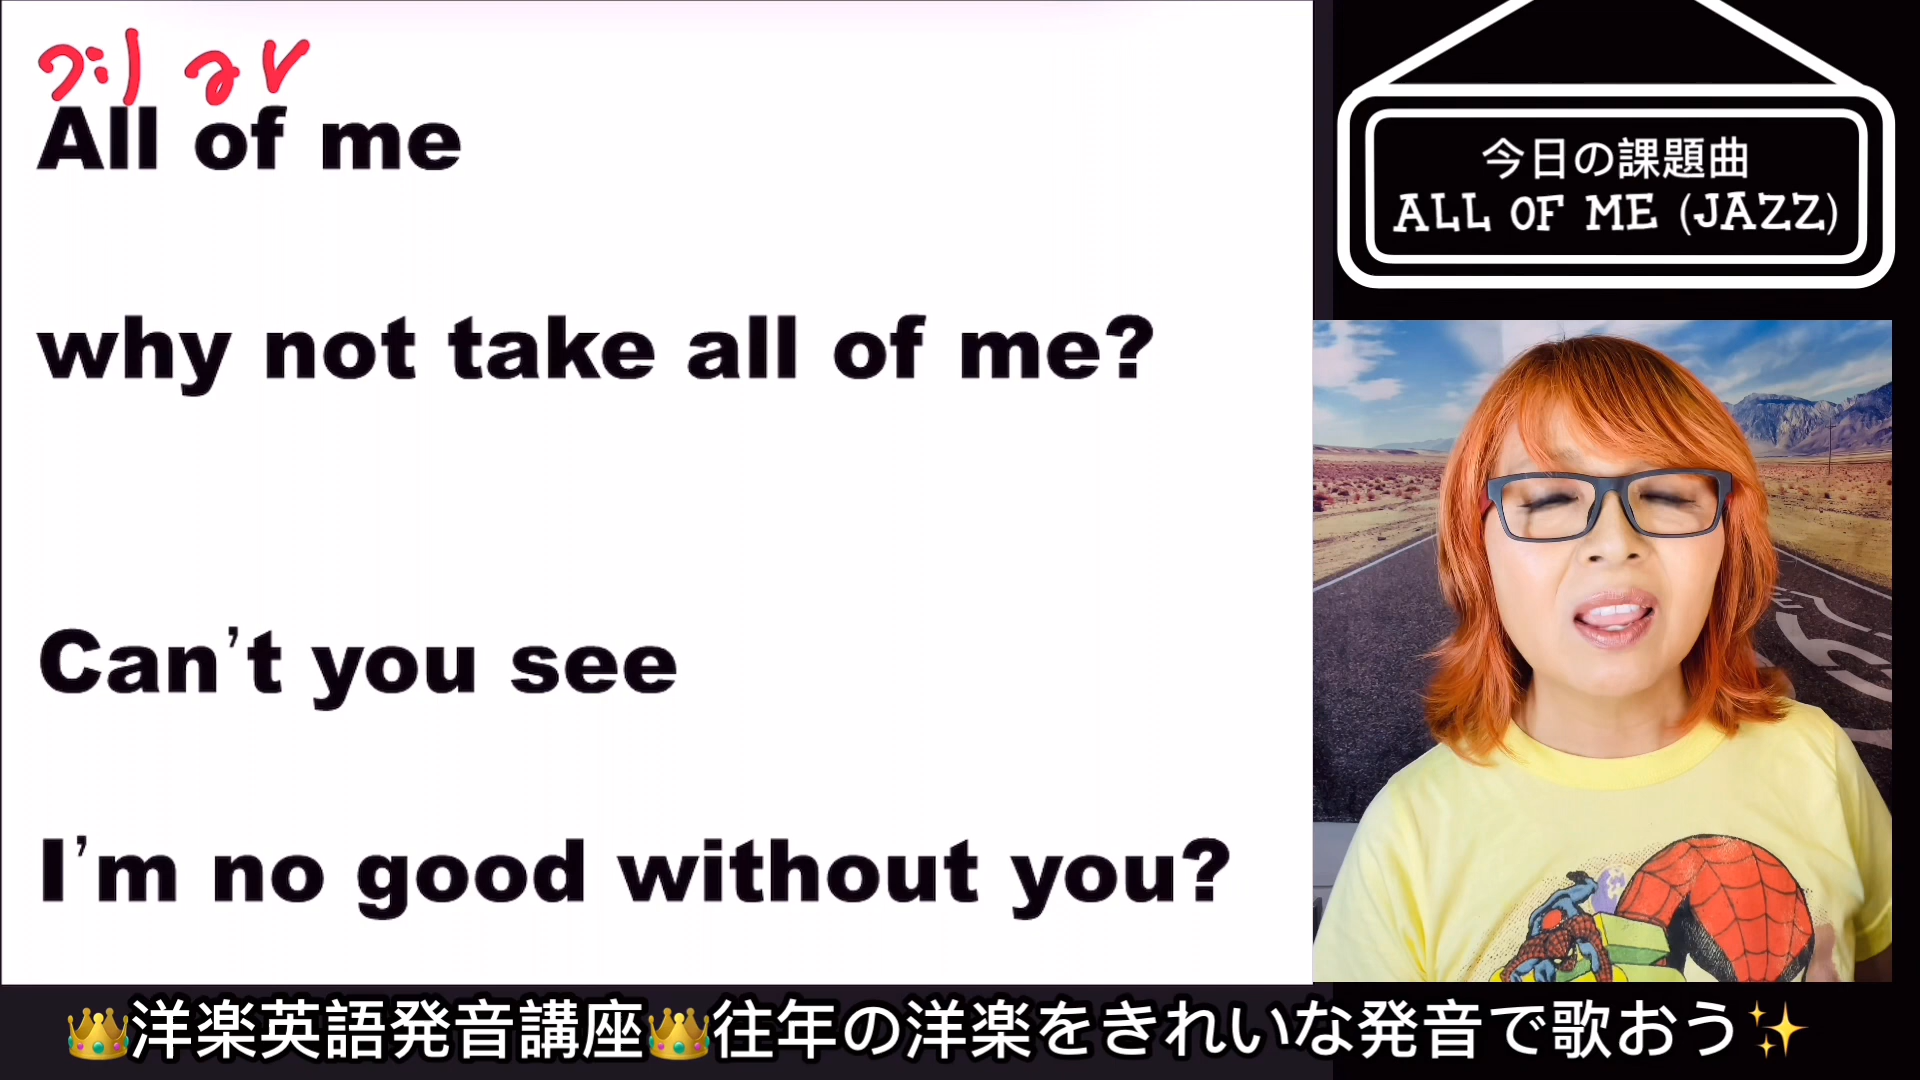 ɔːl əv
All of me
why not take all of me?
Can’t you see
I’m no good without you?
今日の課題曲
ALL OF ME (JAZZ)
👑洋楽英語発音講座👑往年の洋楽をきれいな発音で歌おう✨